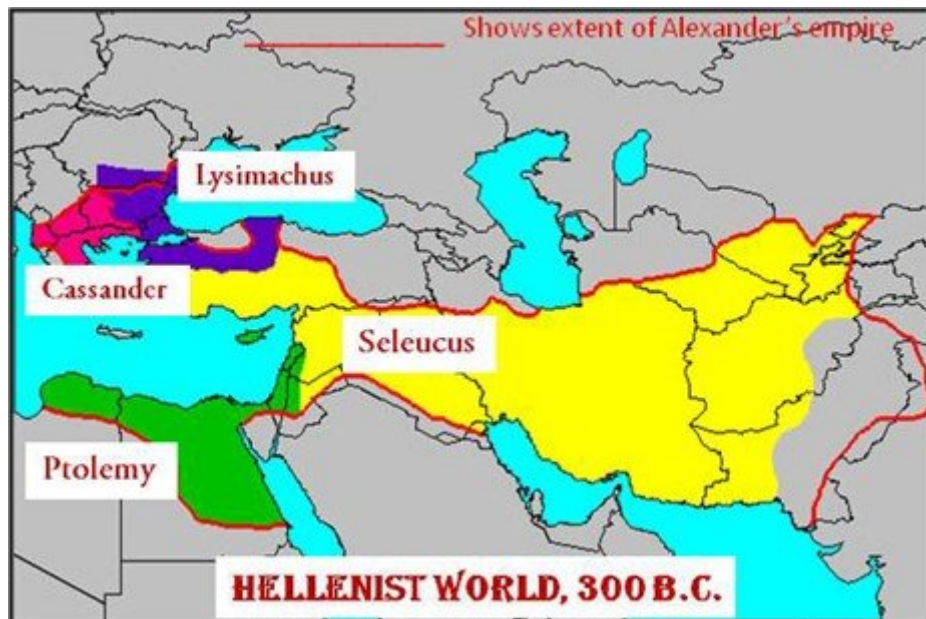 Shows extent of Alexander's empire
Lysimachus
Cassander
Seleucus
Ptolemy
HELLENIST WORLD, 300 B.C.